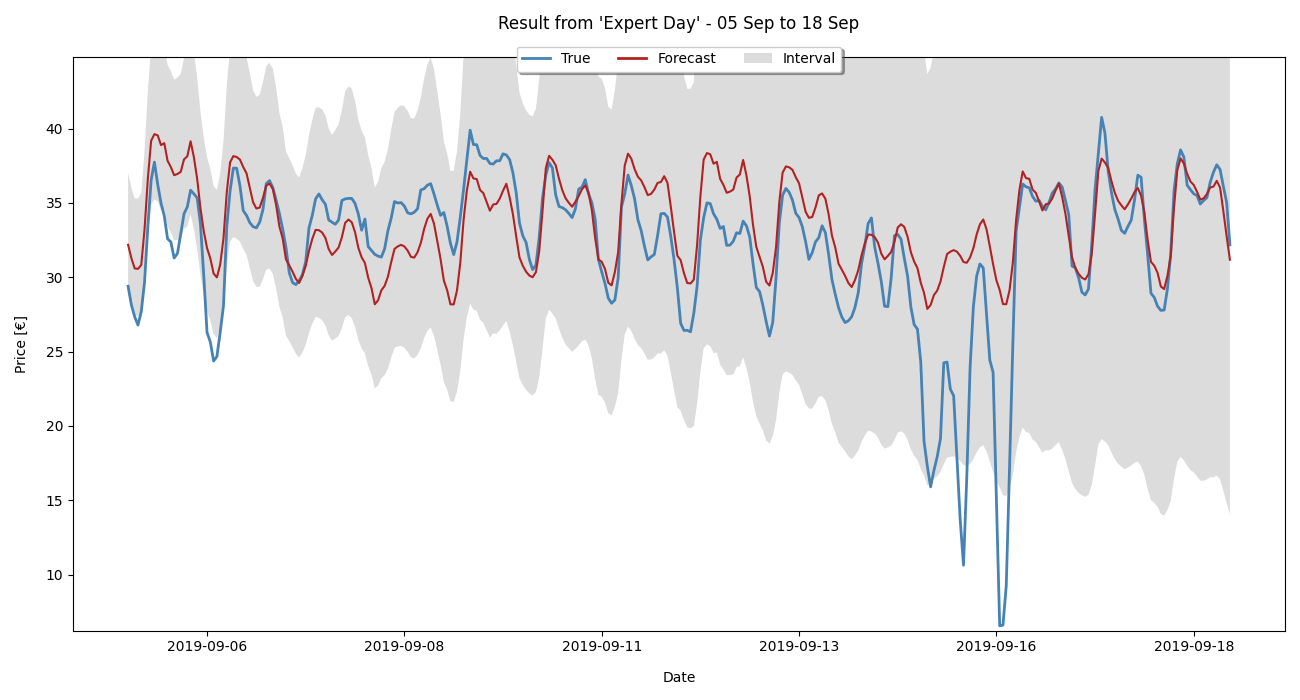 Result from 'Expert Day' - 05 Sep to 18 Sep
True Forecast Interval
Price [€]
40
35
30
25
20
15
10
2019-09-06 2019-09-08 2019-09-11 2019-09-13 2019-09-16 2019-09-18
Date